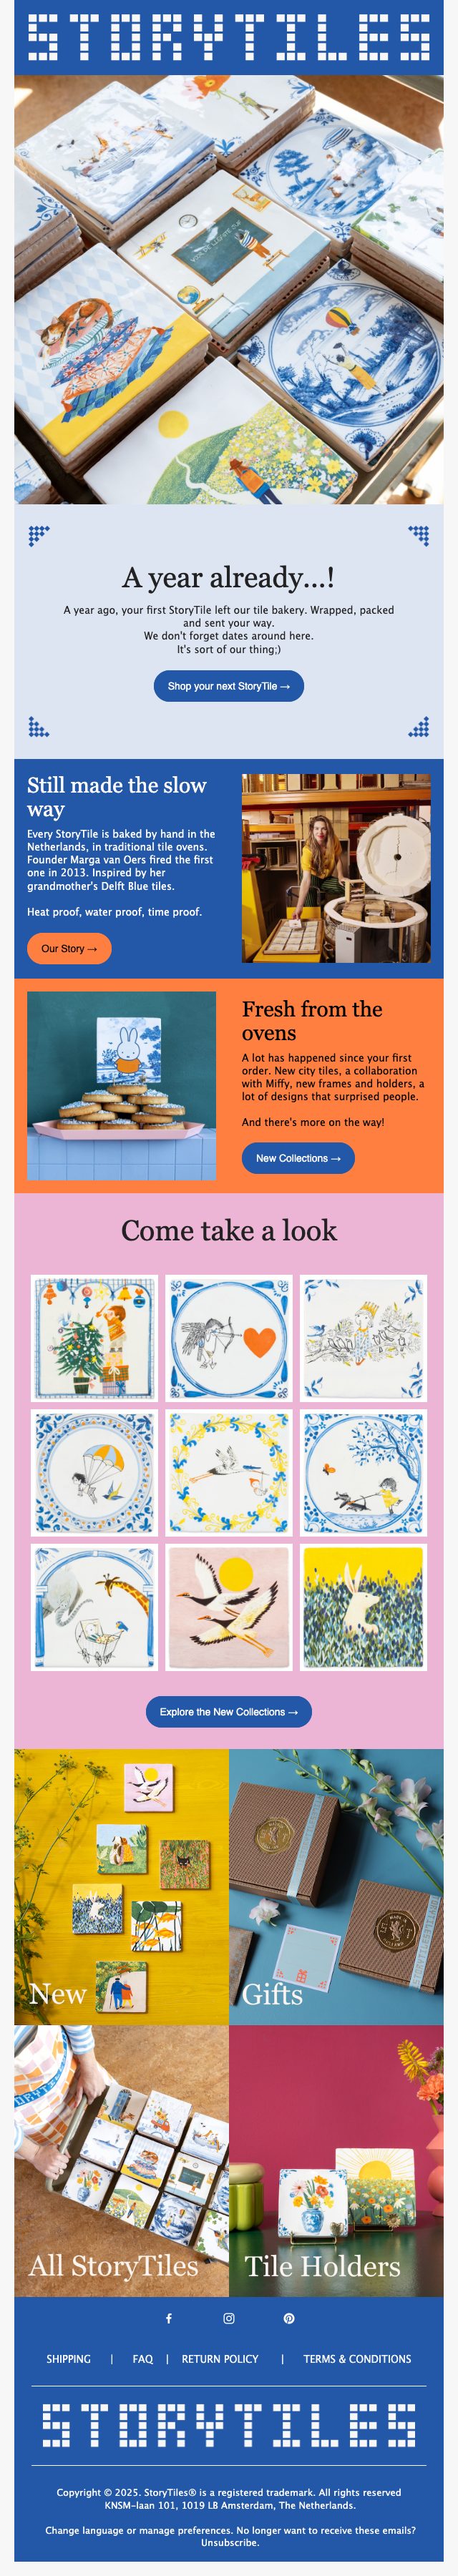 STORYTILES
A year already...!
A year ago, your first StoryTile left our tile bakery. Wrapped, packed
and sent your way.
We don't forget dates around here.
It's sort of our thing;)
Shop your next StoryTile →
Still made the slow
way
Every StoryTile is baked by hand in the
Netherlands, in traditional tile ovens.
Founder Marga van Oers fired the first
one in 2013. Inspired by her
grandmother's Delft Blue tiles.
Heat proof, water proof, time proof.
Our Story →
Fresh from the
ovens
A lot has happened since your first
order. New city tiles, a collaboration
with Miffy, new frames and holders, a
lot of designs that surprised people.
And there's more on the way!
New Collections →
Come take a look
Explore the New Collections →
New
Gifts
All StoryTiles
Tile Holders
SHIPPING | FAQ | RETURN POLICY | TERMS & CONDITIONS
STORYTILES
Copyright © 2025. StoryTiles® is a registered trademark. All rights reserved
KNSM-laan 101, 1019 LB Amsterdam, The Netherlands.
Change language or manage preferences. No longer want to receive these emails?
Unsubscribe.